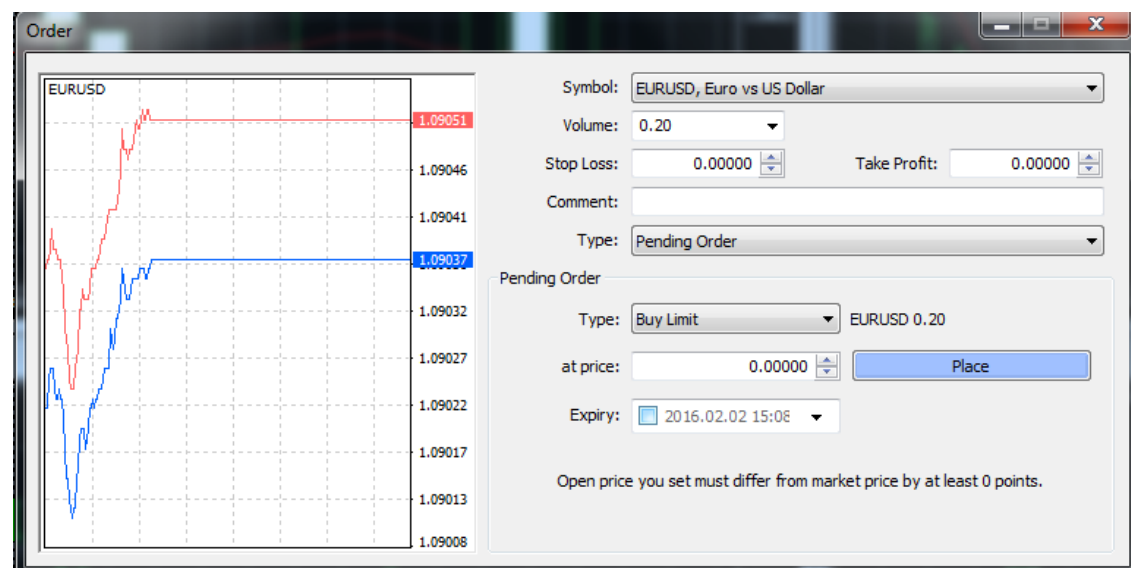 Order
EURUSD
1.09051
1.09046
1.09041
1.09037
1.09032
1.09027
1.09022
1.09017
1.09013
1.09008
Symbol: EURUSD, Euro vs US Dollar
Volume: 0.20
Stop Loss: 0.00000 Take Profit: 0.00000
Comment:
Type: Pending Order
Pending Order
Type: Buy Limit EURUSD 0.20
at price: 0.00000 Place
Expiry: 2016.02.02 15:08
Open price you set must differ from market price by at least 0 points.